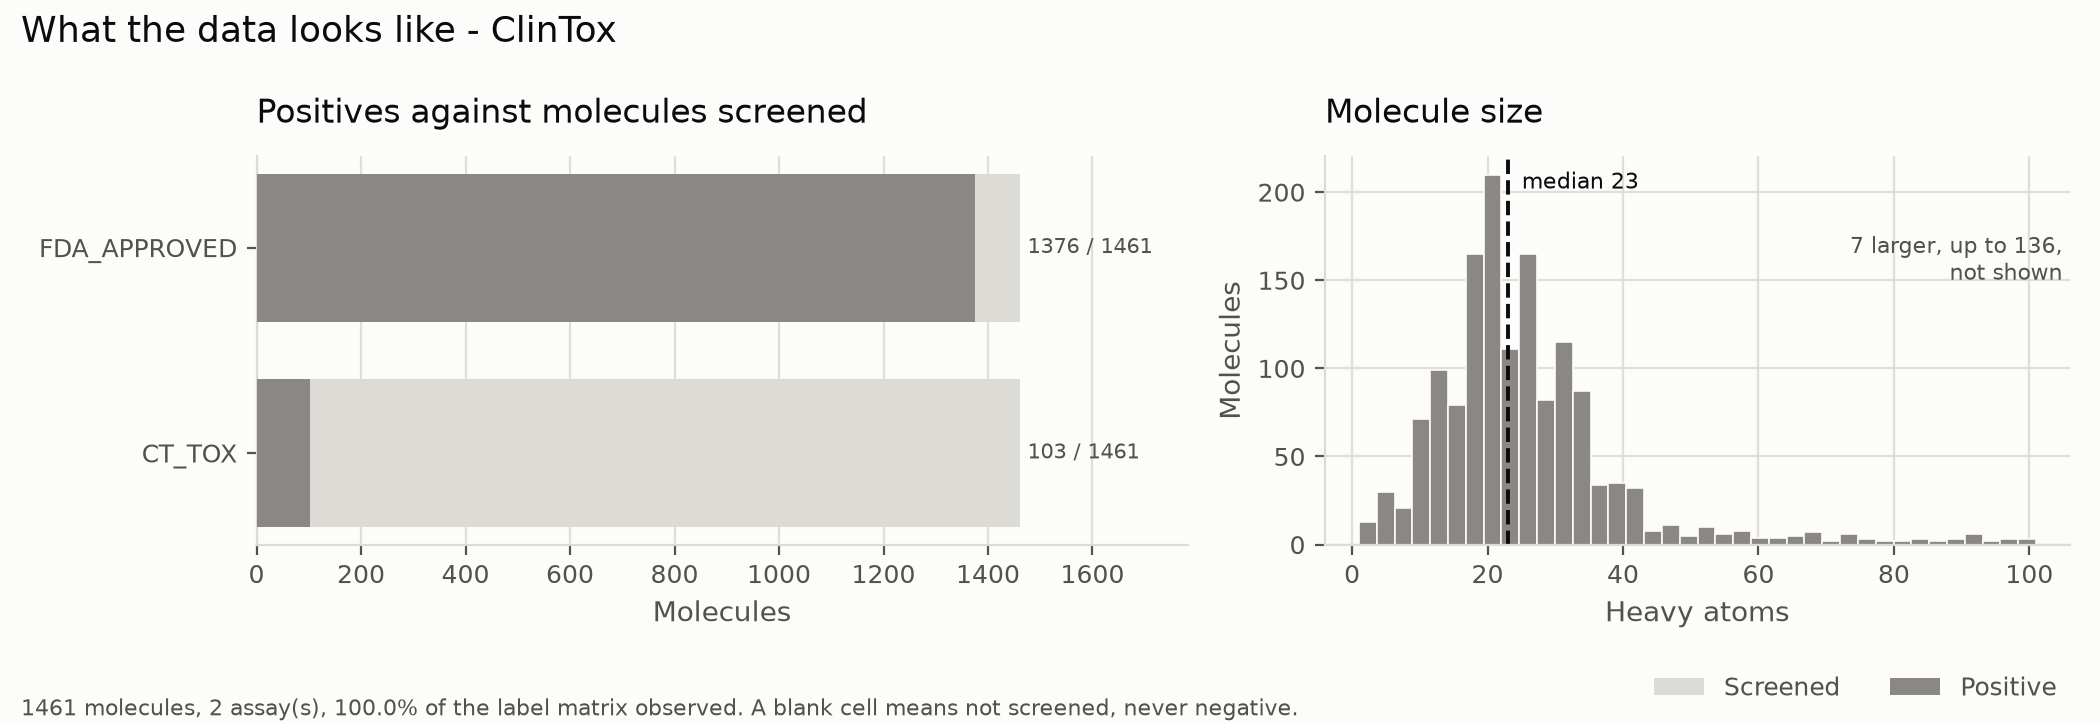 What the data looks like - ClinTox
Positives against molecules screened
FDA_APPROVED
1376 / 1461
CT_TOX
103 / 1461
0 200 400 600 800 1000 1200 1400 1600
Molecules
Molecule size
median 23
7 larger, up to 136,
not shown
Molecules
200
150
100
50
0
0 20 40 60 80 100
Heavy atoms
Screened
Positive
1461 molecules, 2 assay(s), 100.0% of the label matrix observed. A blank cell means not screened, never negative.